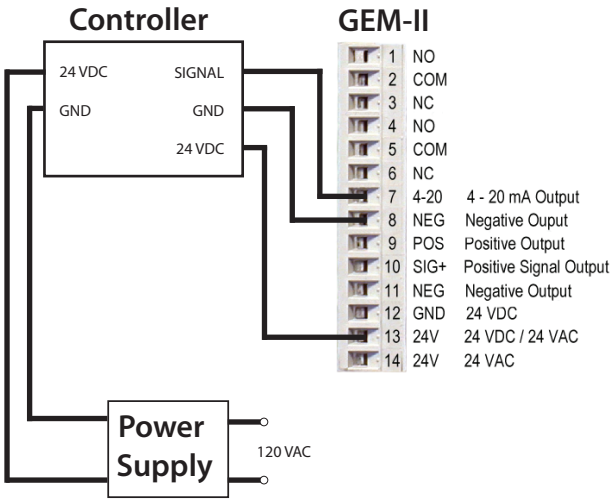 Controller
GEM-II
24 VDC
GND
SIGNAL
GND
24 VDC
1 NO
2 COM
3 NC
4 NO
5 COM
6 NC
7 4-20 4 - 20 mA Output
8 NEG Negative Ouput
9 POS Positive Output
10 SIG+ Positive Signal Output
11 NEG Negative Output
12 GND 24 VDC
13 24V 24 VDC / 24 VAC
14 24V 24 VAC
Power
Supply
120 VAC